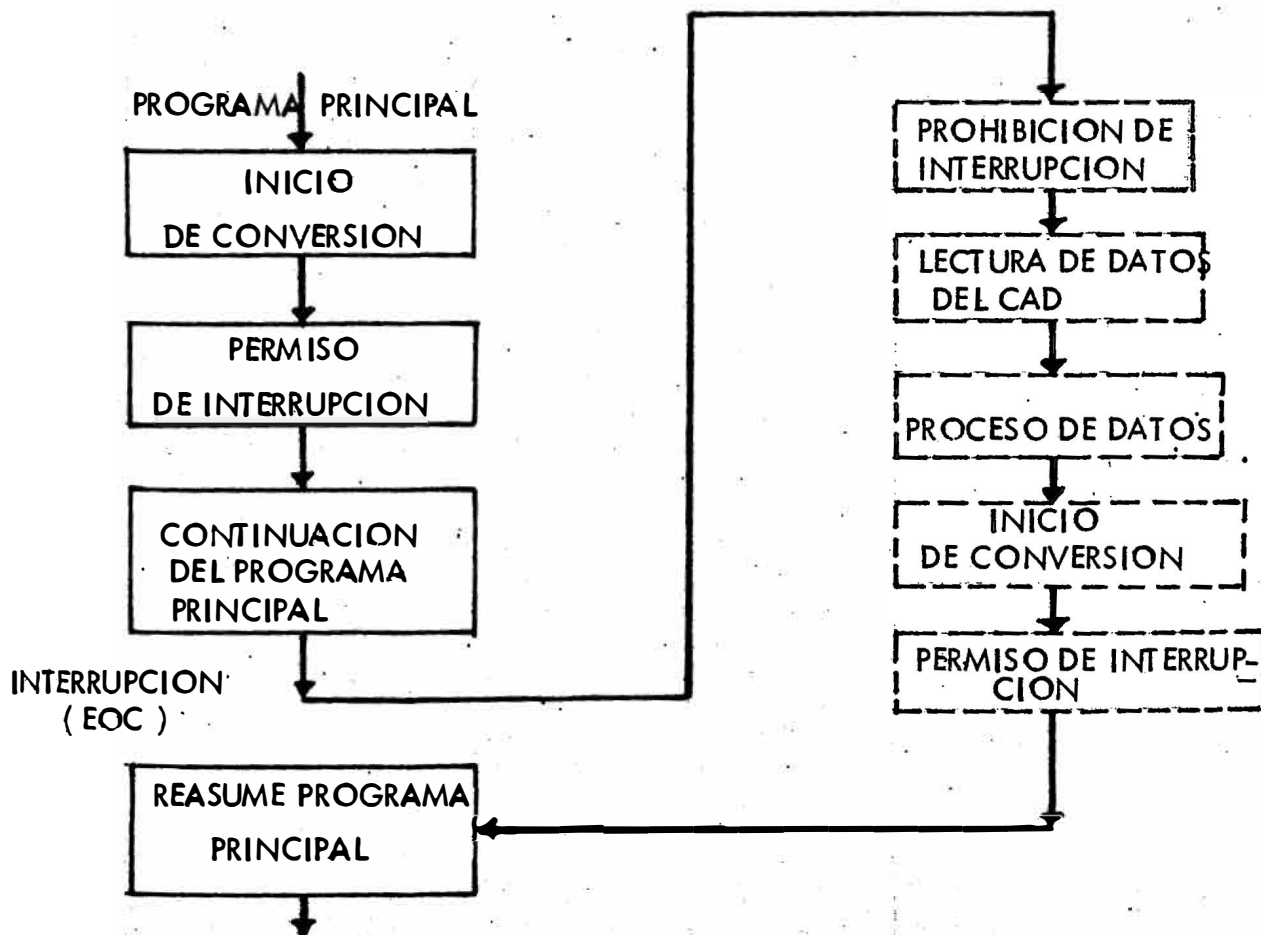 PROGRAMA PRINCIPAL
INICIO
DE CONVERSION
PERMISO
DE INTERRUPCION
CONTINUACION
DEL PROGRAMA
PRINCIPAL
INTERRUPCION
( EOC )
REASUME PROGRAMA
PRINCIPAL
PROHIBICION DE
INTERRUPCION
LECTURA DE DATOS
DEL CAD
PROCESO DE DATOS
INICIO
DE CONVERSION
PERMISO DE INTERRUP-
CION